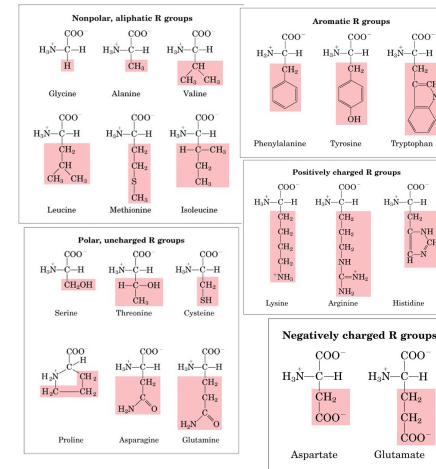 Nonpolar, aliphatic R groups
COO⁻ COO⁻ COO⁻
H₃N⁺—C—H H₃N⁺—C—H H₃N⁺—C—H
H CH₃ CH
CH₃ CH₃
Glycine Alanine Valine
COO⁻ COO⁻ COO⁻
H₃N⁺—C—H H₃N⁺—C—H H₃N⁺—C—H
CH₂ CH₂ H—C—CH₃
CH CH₂ CH₂
CH₃ CH₃ S CH₃
CH₃
Leucine Methionine Isoleucine
Aromatic R groups
COO⁻ COO⁻ COO⁻
H₃N⁺—C—H H₃N⁺—C—H H₃N⁺—C—H
CH₂ CH₂ CH₂
OH
Phenylalanine Tyrosine Tryptophan
Positively charged R groups
COO⁻ COO⁻ COO⁻
H₃N⁺—C—H H₃N⁺—C—H H₃N⁺—C—H
CH₂ CH₂ CH₂
CH₂ CH₂ NH
CH₂ CH₂ CH
CH₂ NH H
⁺NH₃ C=NH₂
NH₂
Lysine Arginine Histidine
Polar, uncharged R groups
COO⁻ COO⁻ COO⁻
H₃N⁺—C—H H₃N⁺—C—H H₃N⁺—C—H
CH₂OH H—C—OH CH₂
CH₃ SH
Serine Threonine Cysteine
COO⁻ COO⁻ COO⁻
H
C H₃N⁺—C—H H₃N⁺—C—H
H₂N CH₂ CH₂ CH₂
H₂C CH₂ C CH₂
H₂N O C
H₂N O
Proline Asparagine Glutamine
Negatively charged R groups
COO⁻ COO⁻
H₃N⁺—C—H H₃N⁺—C—H
CH₂ CH₂
COO⁻ CH₂
COO⁻
Aspartate Glutamate